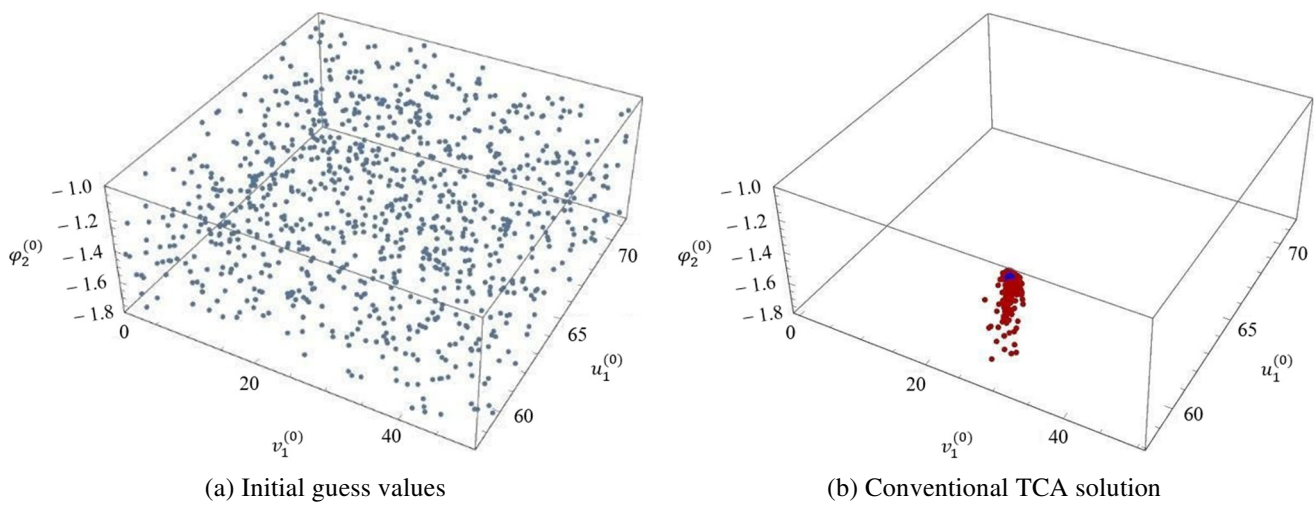 − 1.0
− 1.2
− 1.4
− 1.6
− 1.8
φ₂⁽⁰⁾
0
20
40
v₁⁽⁰⁾
60
65
70
u₁⁽⁰⁾
(a) Initial guess values
− 1.0
− 1.2
− 1.4
− 1.6
− 1.8
φ₂⁽⁰⁾
0
20
40
v₁⁽⁰⁾
60
65
70
u₁⁽⁰⁾
(b) Conventional TCA solution